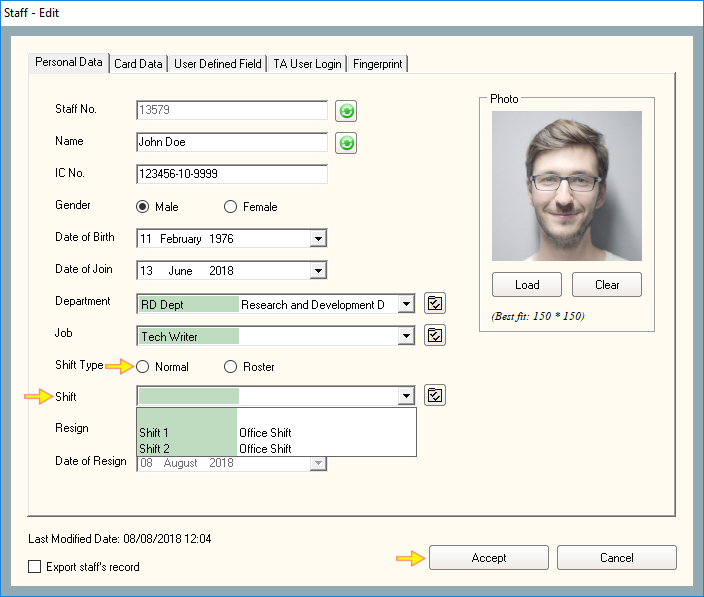 Staff - Edit
Personal Data Card Data User Defined Field TA User Login Fingerprint
Staff No. 13579
Photo
Name John Doe
IC No. 123456-10-9999
Gender Male Female
Date of Birth 11 February 1976
Date of Join 13 June 2018
Load Clear
Department RD Dept Research and Development D
(Best fit: 150 * 150)
Job Tech Writer
Shift Type Normal Roster
Shift
Resign
Shift 1 Office Shift
Shift 2 Office Shift
Date of Resign 08 August 2018
Last Modified Date: 08/08/2018 12:04
Accept Cancel
Export staff's record